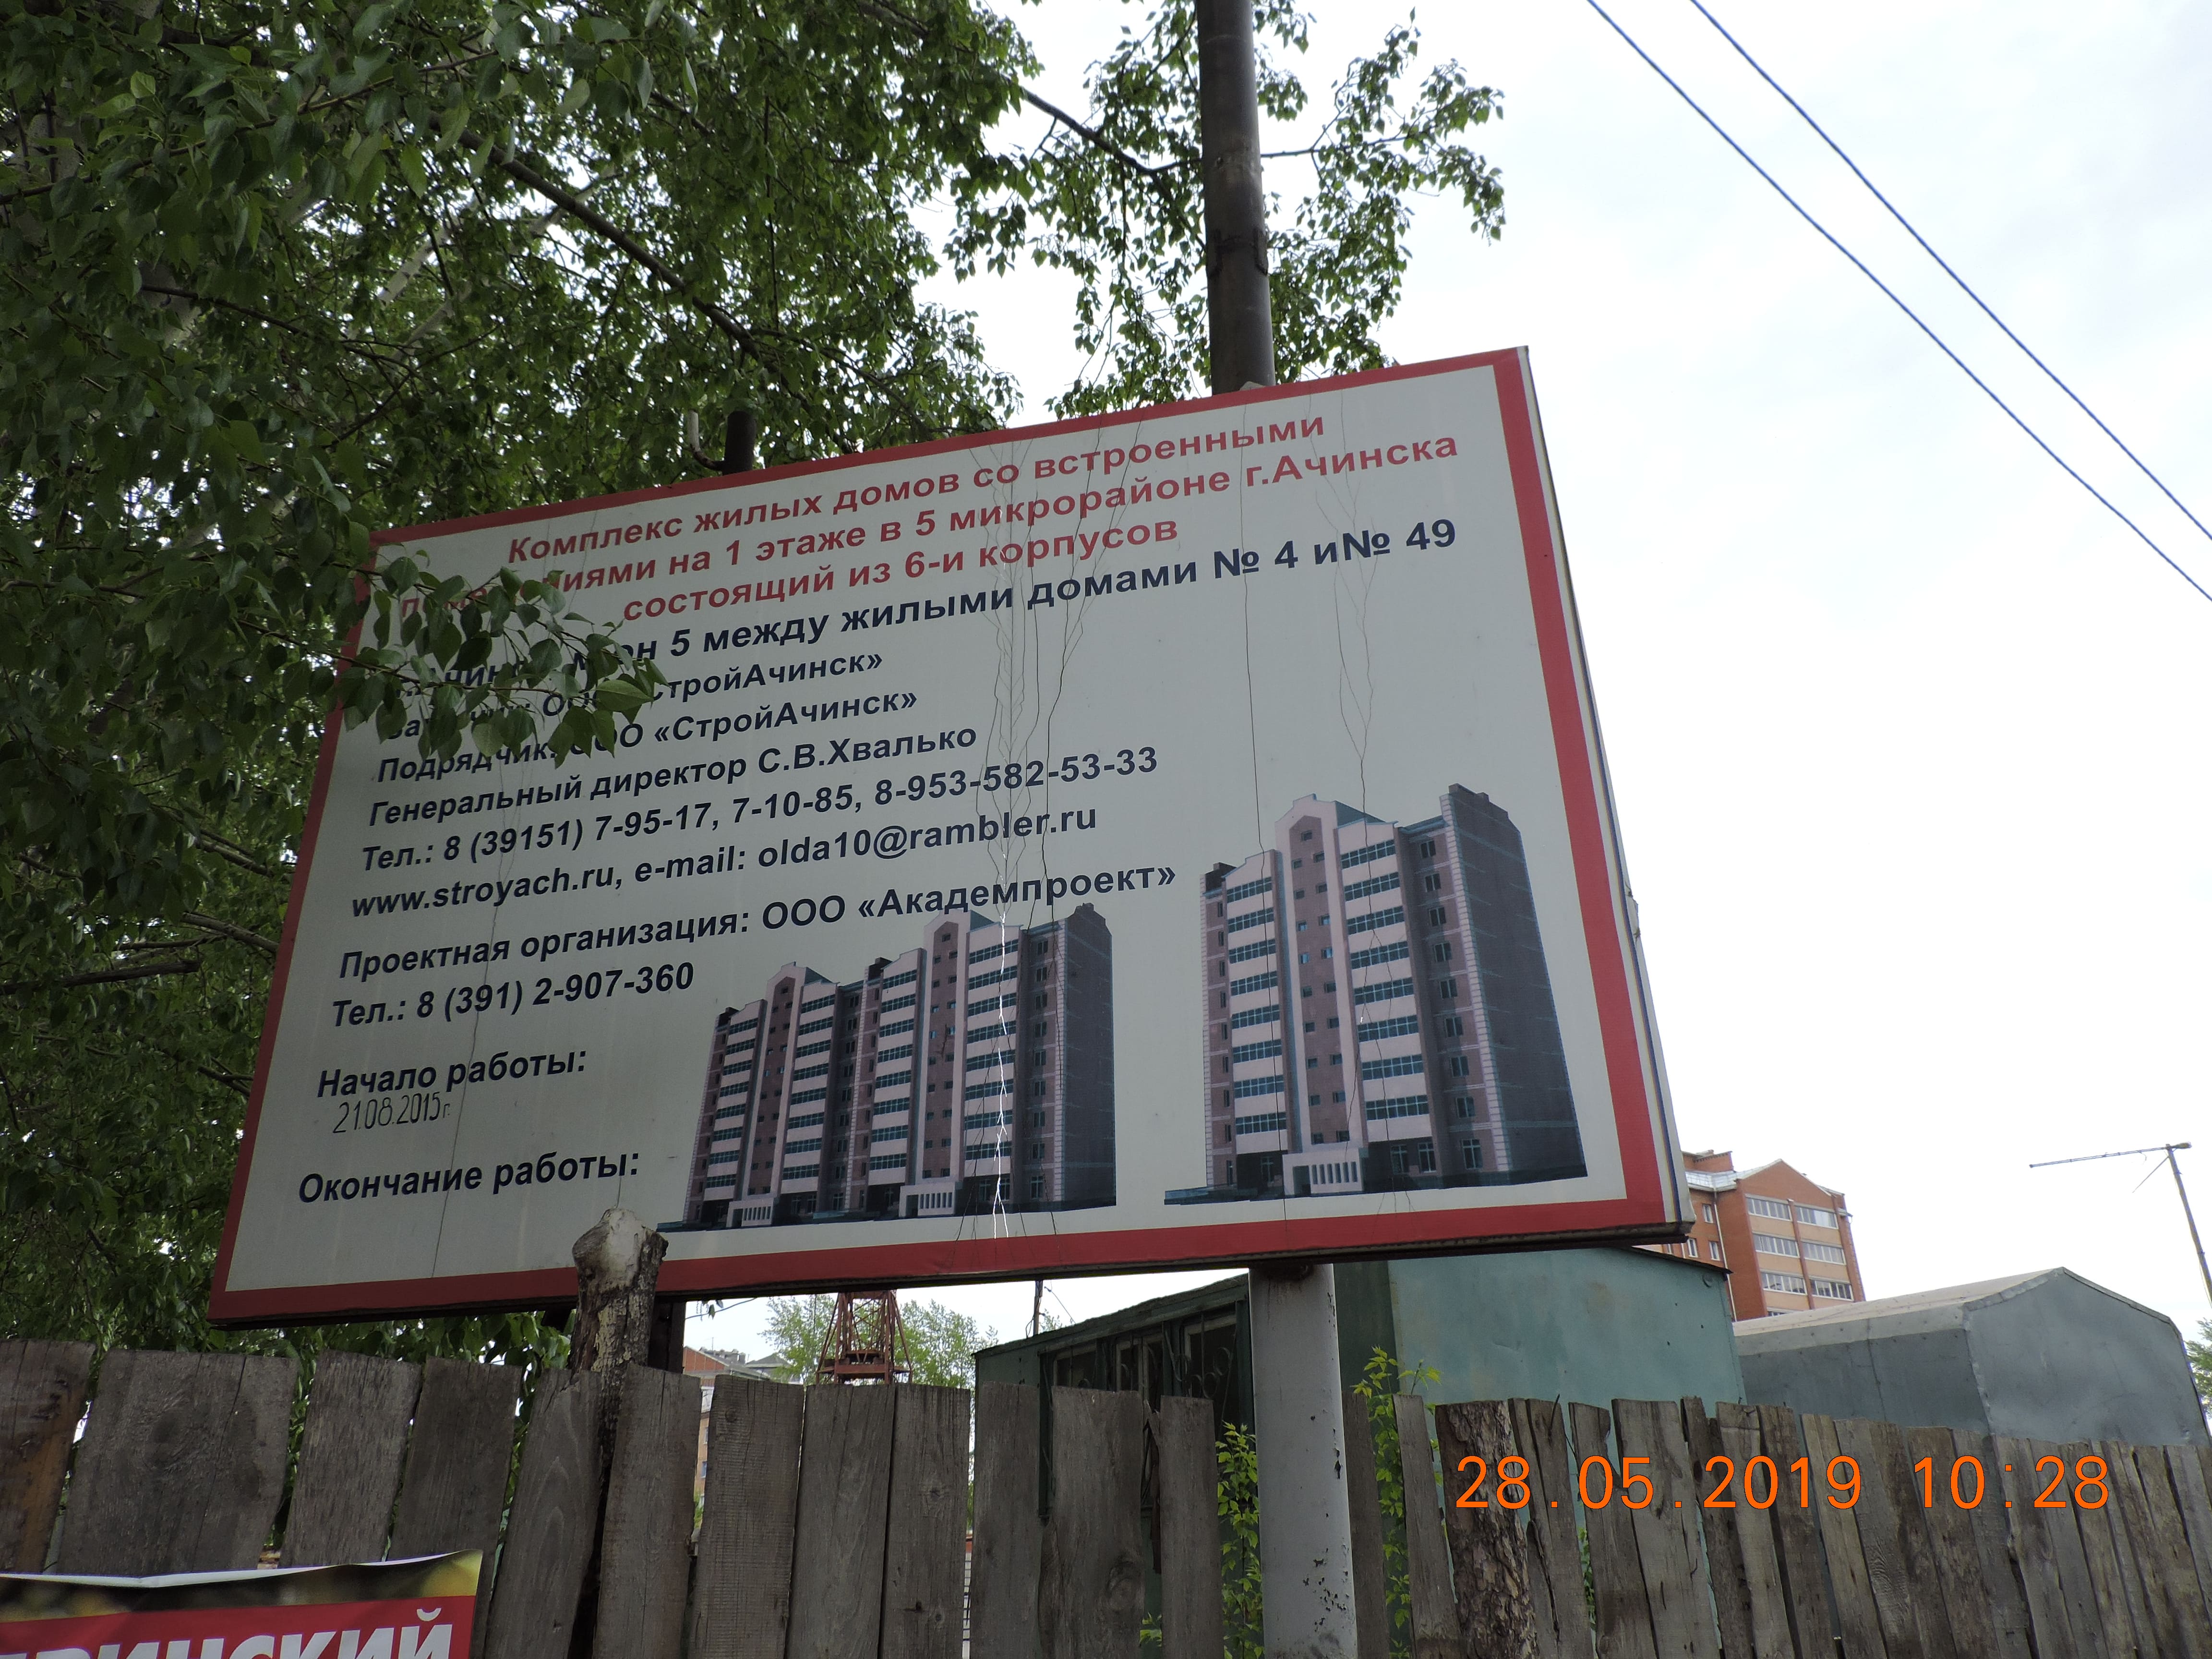 Комплекс жилых домов со встроенными
на 1 этаже в 5 микрорайоне г.Ачинска
состоящий из 6-и корпусов
5 между жилыми домами № 4 и№ 49
«СтройАчинск»
Подрядчик: ООО «СтройАчинск»
Генеральный директор С.В.Хвалько
Тел.: 8 (39151) 7-95-17, 7-10-85, 8-953-582-53-33
www.stroyach.ru, e-mail: olda10@rambler.ru
Проектная организация: ООО «Академпроект»
Тел.: 8 (391) 2-907-360
Начало работы:
21.08.2015г.
Окончание работы:
28.05.2019 10:28